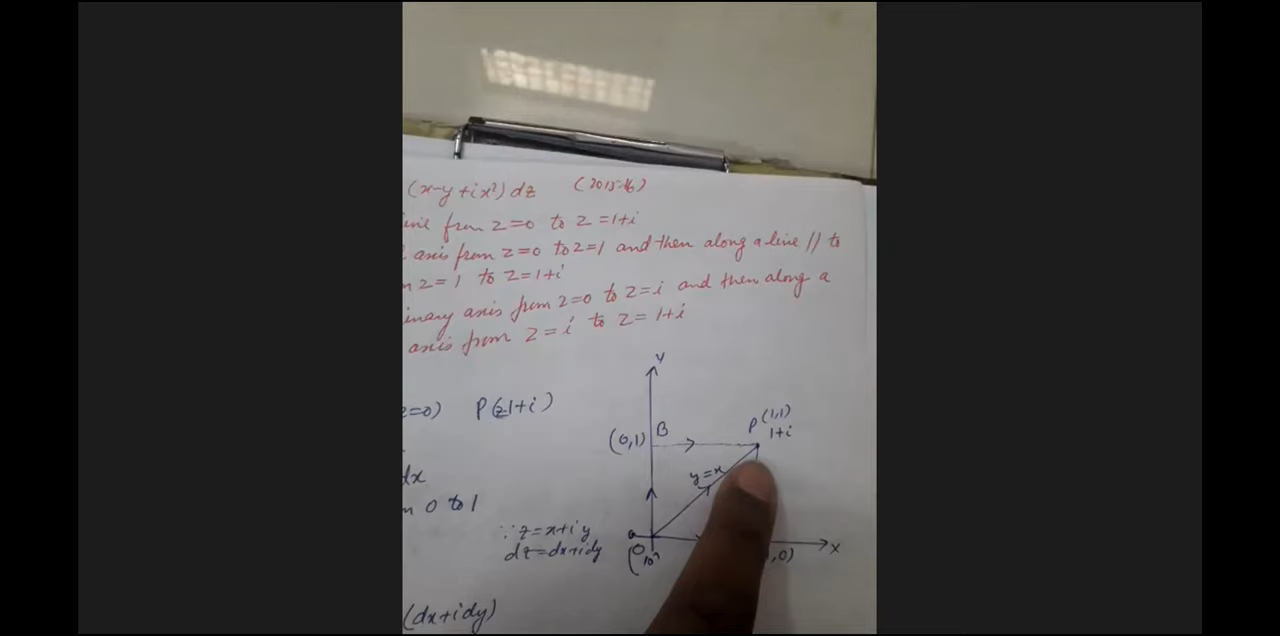 (x-y+ix²) dz (2015-16)
from z=0 to z=1+i
axis from z=0 to z=1 and then along a line // to
z=1 to z=1+i
axis from z=0 to z=i and then along a
axis from z=i to z=1+i
z=0) P(z=1+i)
Y
(0,1) B
P (1,1)
1+i
dx
y=x
0 to 1
∵ z=x+iy
dz=dx+idy
O
X
,0)
(dx+idy)